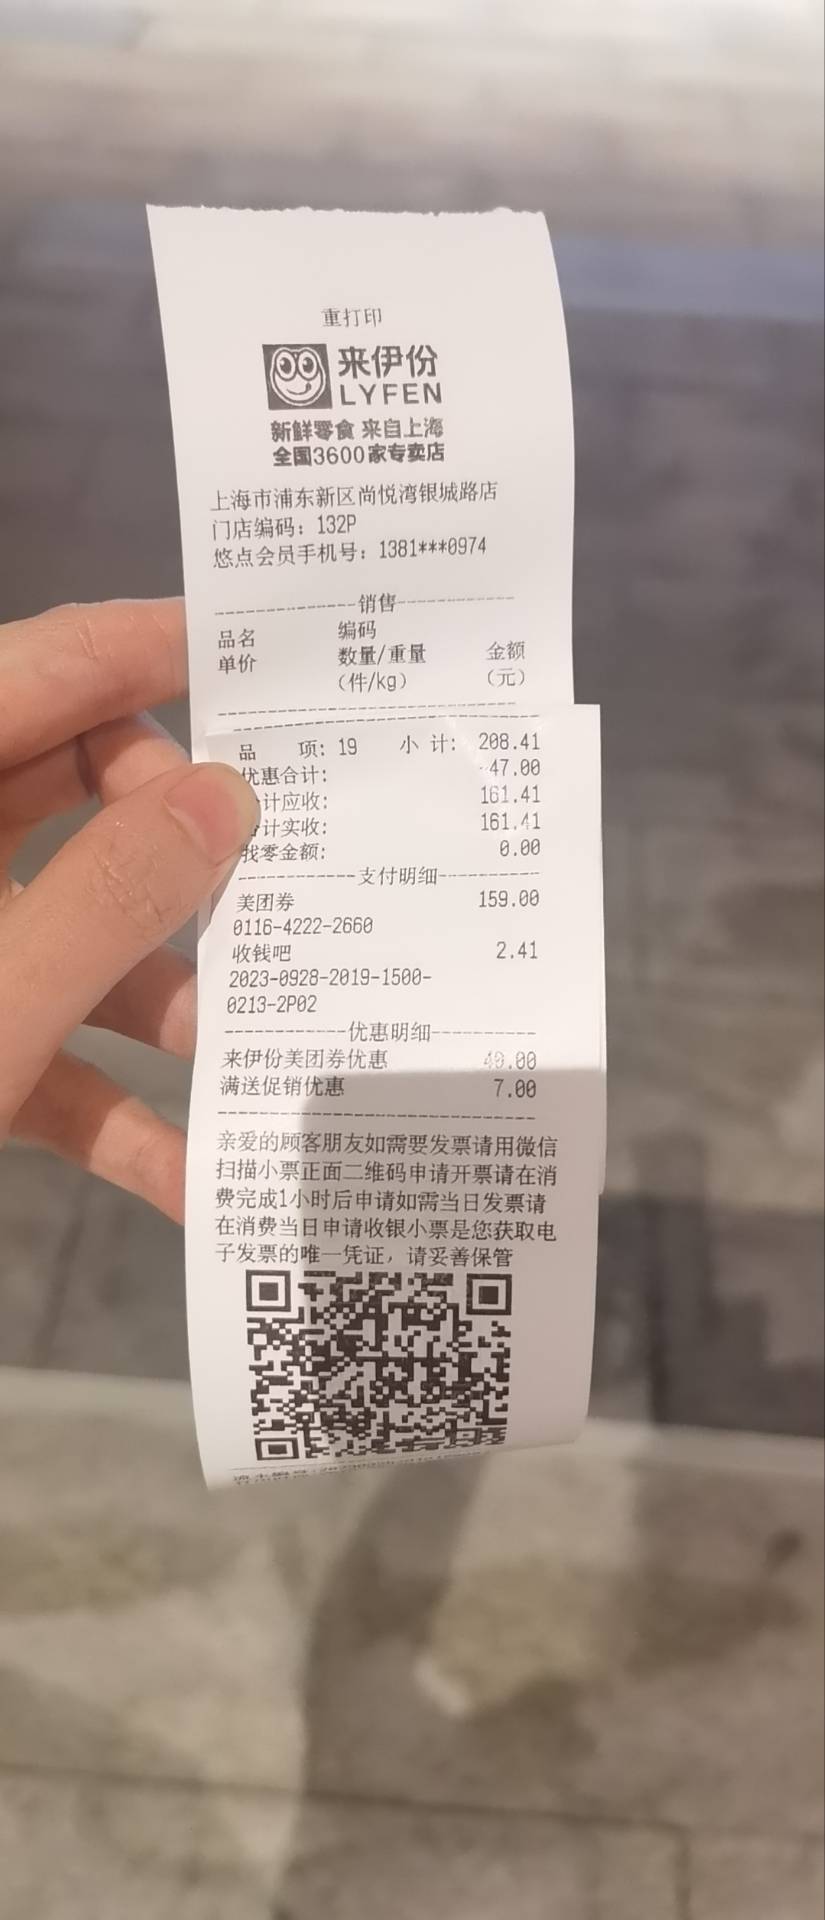 重打印
来伊份
LYFEN
新鲜零食 来自上海
全国3600家专卖店
上海市浦东新区尚悦湾银城路店
门店编码：132P
悠点会员手机号：1381***0974
销售
品名 编码
单价 数量/重量 金额
（件/kg） （元）
品 项: 19 小 计: 208.41
优惠合计: -47.00
计应收: 161.41
计实收: 161.41
找零金额: 0.00
支付明细
美团券 159.00
0116-4222-2660
收钱吧 2.41
2023-0928-2019-1500-
0213-2P02
优惠明细
来伊份美团券优惠 40.00
满送促销优惠 7.00
亲爱的顾客朋友如需要发票请用微信
扫描小票正面二维码申请开票请在消
费完成1小时后申请如需当日发票请
在消费当日申请收银小票是您获取电
子发票的唯一凭证，请妥善保管